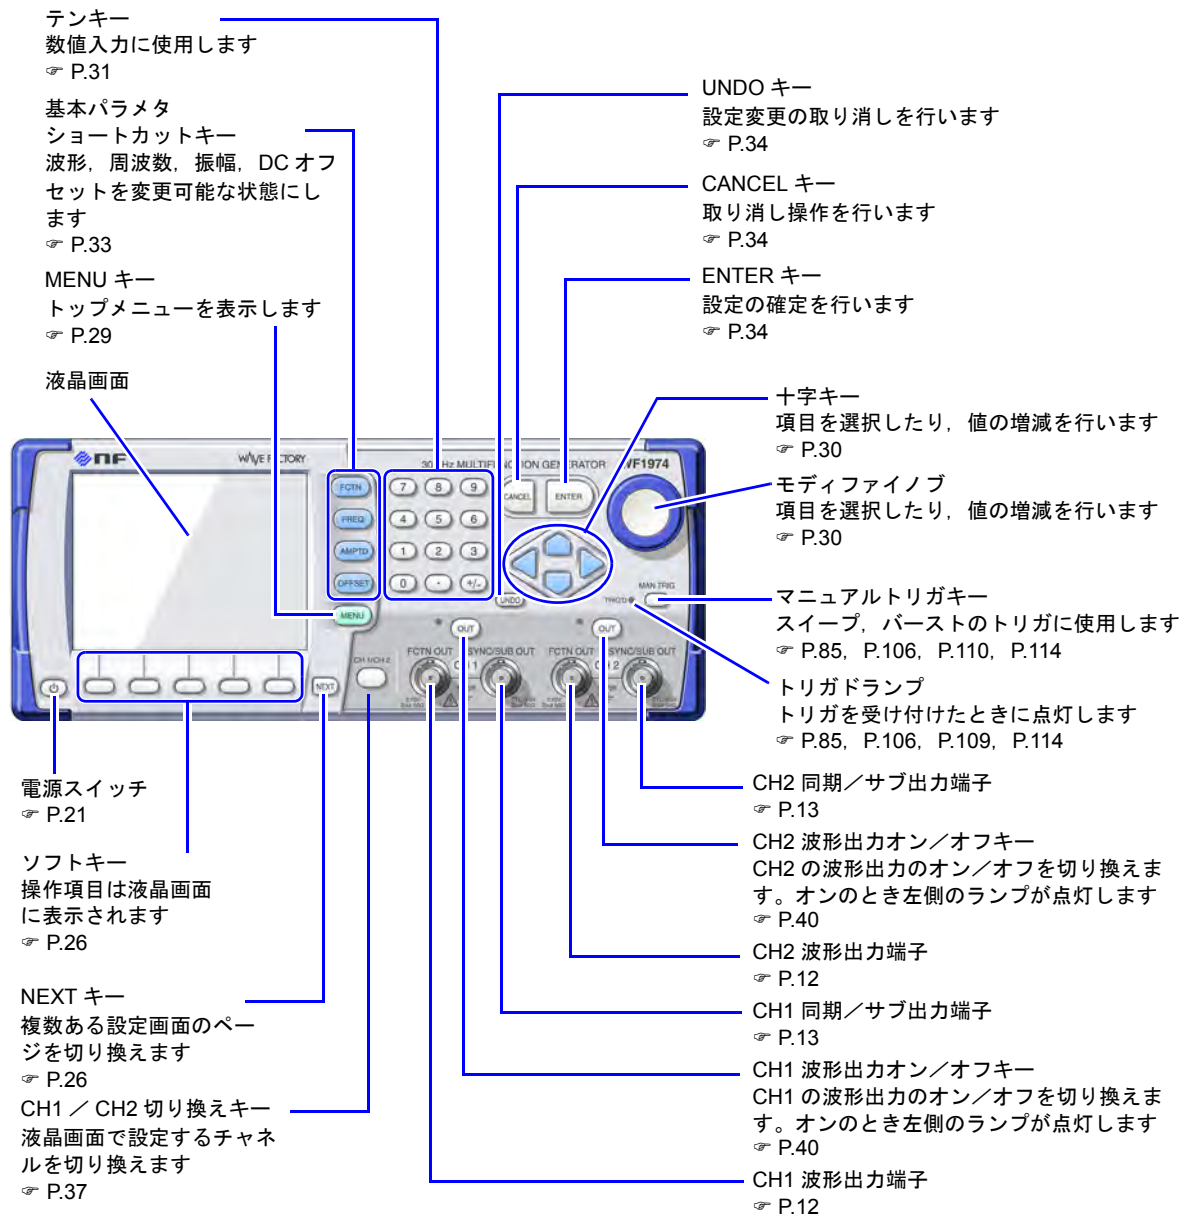 テンキー
数値入力に使用します
☞ P.31
基本パラメタ
ショートカットキー
波形，周波数，振幅，DC オフ
セットを変更可能な状態にし
ます
☞ P.33
MENU キー
トップメニューを表示します
☞ P.29
液晶画面
UNDO キー
設定変更の取り消しを行います
☞ P.34
CANCEL キー
取り消し操作を行います
☞ P.34
ENTER キー
設定の確定を行います
☞ P.34
十字キー
項目を選択したり，値の増減を行います
☞ P.30
モディファイノブ
項目を選択したり，値の増減を行います
☞ P.30
マニュアルトリガキー
スイープ，バーストのトリガに使用します
☞ P.85，P.106，P.110，P.114
トリガドランプ
トリガを受け付けたときに点灯します
☞ P.85，P.106，P.109，P.114
CH2 同期／サブ出力端子
☞ P.13
CH2 波形出力オン／オフキー
CH2 の波形出力のオン／オフを切り換えま
す。オンのとき左側のランプが点灯します
☞ P.40
CH2 波形出力端子
☞ P.12
CH1 同期／サブ出力端子
☞ P.13
CH1 波形出力オン／オフキー
CH1 の波形出力のオン／オフを切り換えま
す。オンのとき左側のランプが点灯します
☞ P.40
CH1 波形出力端子
☞ P.12
電源スイッチ
☞ P.21
ソフトキー
操作項目は液晶画面
に表示されます
☞ P.26
NEXT キー
複数ある設定画面のペー
ジを切り換えます
☞ P.26
CH1 ／ CH2 切り換えキー
液晶画面で設定するチャネ
ルを切り換えます
☞ P.37
nF
MULTIF
GENERATOR
WF1974
FCTN
FREQ
AMPTD
OFFSET
MENU
7 8 9
4 5 6
1 2 3
0 · +/-
CANCEL
ENTER
UNDO
MAN TRIG
TRIG'D
OUT
OUT
FCTN OUT
SYNC/SUB OUT
FCTN OUT
SYNC/SUB OUT
CH 1
CH 2
CH 1/CH 2
NEXT